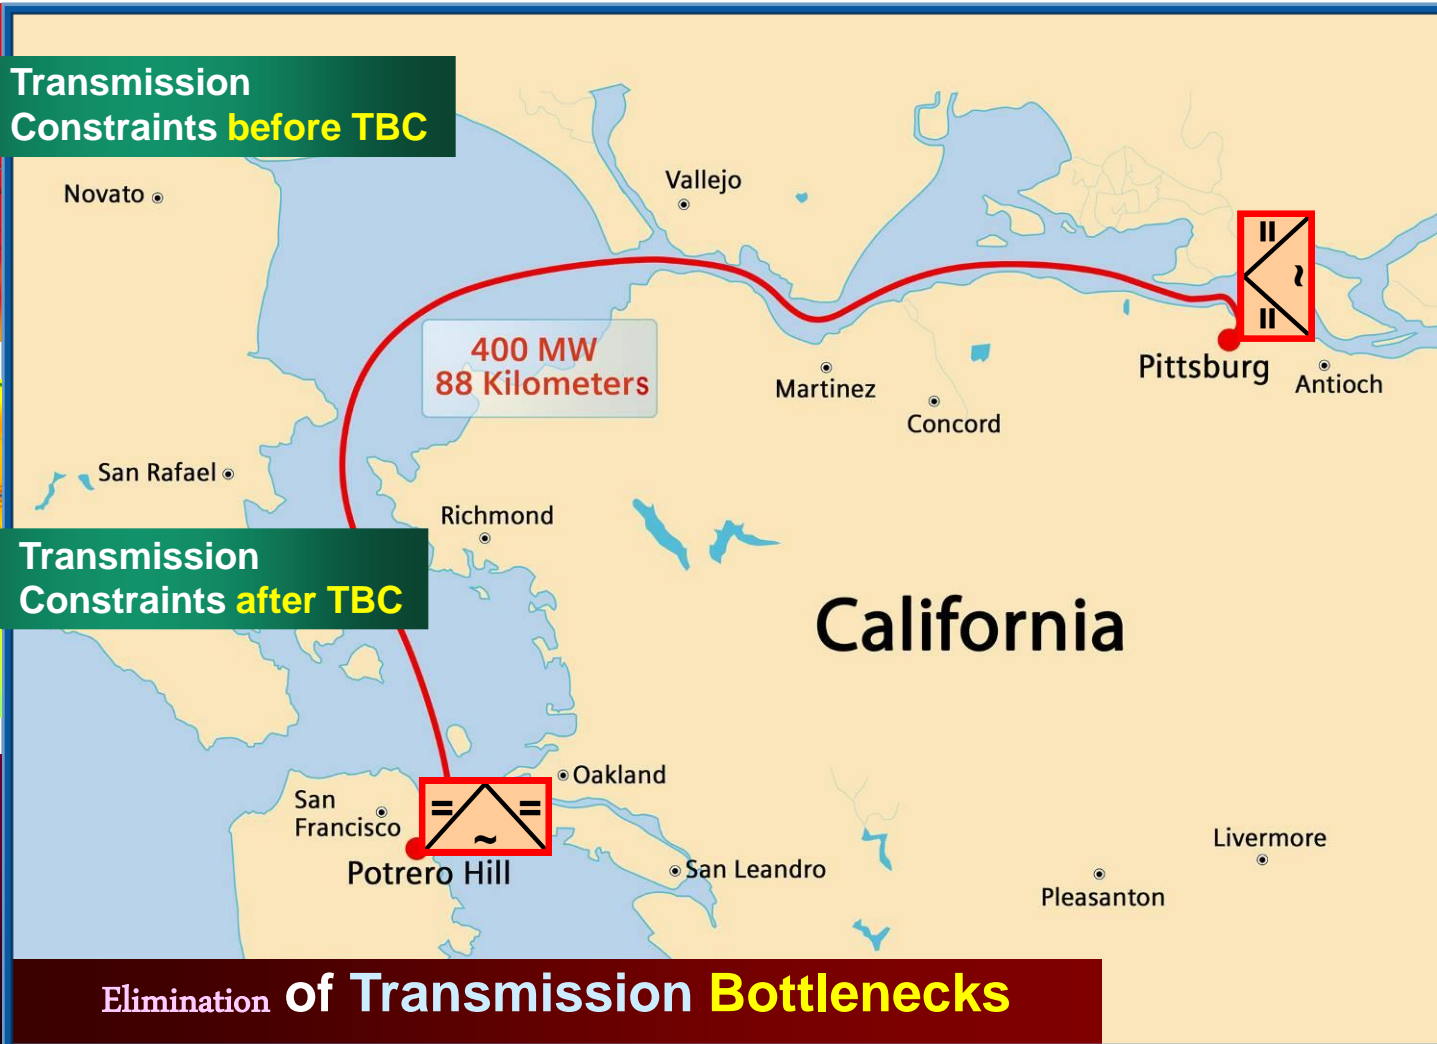 Transmission
Constraints before TBC
Novato
Vallejo
400 MW
88 Kilometers
Martinez
Concord
Pittsburg
Antioch
San Rafael
Richmond
Transmission
Constraints after TBC
California
=
~
=
San
Francisco
= =
~
Oakland
Potrero Hill
San Leandro
Livermore
Pleasanton
Elimination of Transmission Bottlenecks